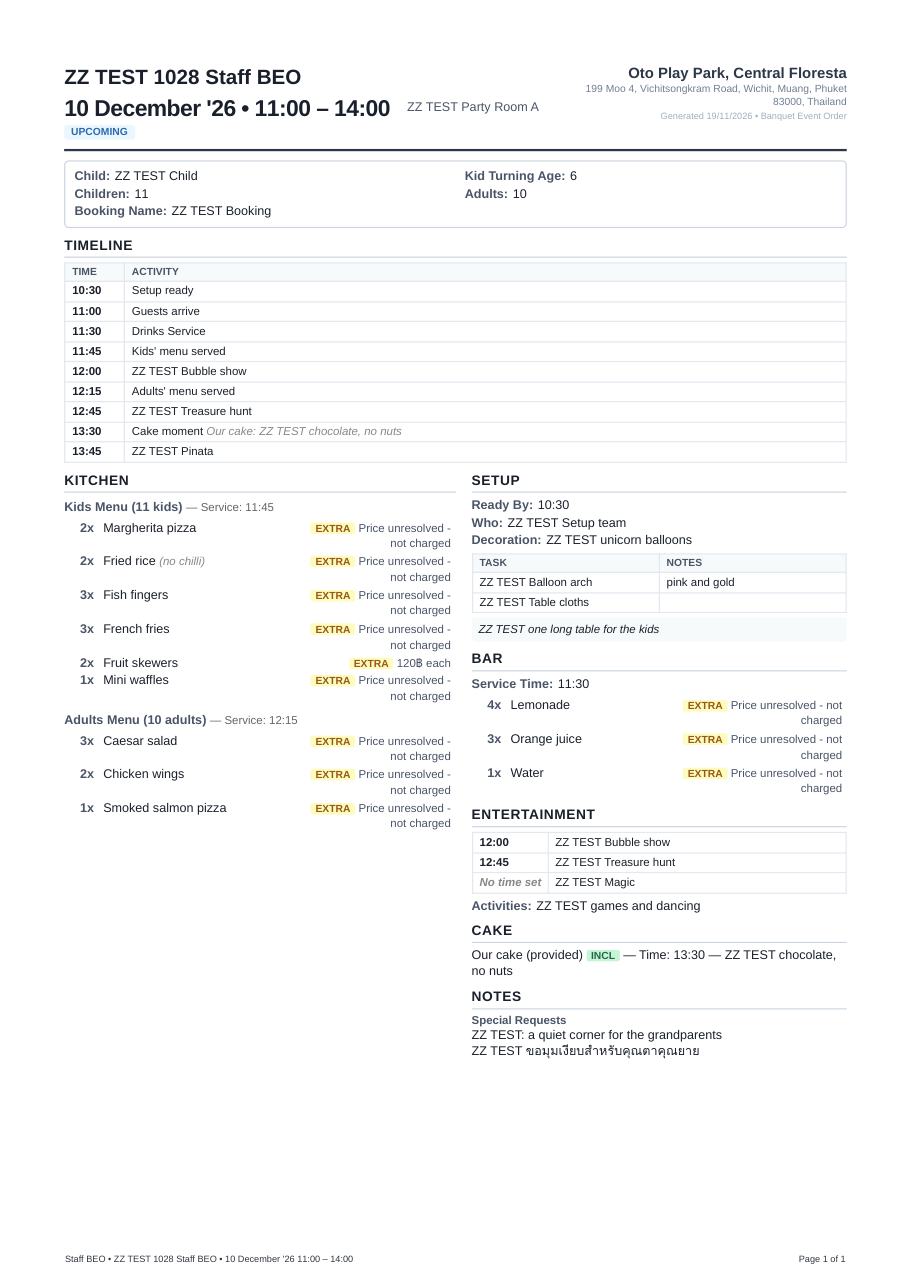 ZZ TEST 1028 Staff BEO
10 December '26 • 11:00 – 14:00 ZZ TEST Party Room A
UPCOMING
Oto Play Park, Central Floresta
199 Moo 4, Vichitsongkram Road, Wichit, Muang, Phuket
83000, Thailand
Generated 19/11/2026 • Banquet Event Order
Child: ZZ TEST Child
Kid Turning Age: 6
Children: 11
Adults: 10
Booking Name: ZZ TEST Booking
TIMELINE
TIME ACTIVITY
10:30 Setup ready
11:00 Guests arrive
11:30 Drinks Service
11:45 Kids' menu served
12:00 ZZ TEST Bubble show
12:15 Adults' menu served
12:45 ZZ TEST Treasure hunt
13:30 Cake moment Our cake: ZZ TEST chocolate, no nuts
13:45 ZZ TEST Pinata
KITCHEN
Kids Menu (11 kids) — Service: 11:45
2x Margherita pizza EXTRA Price unresolved -
not charged
2x Fried rice (no chilli) EXTRA Price unresolved -
not charged
3x Fish fingers EXTRA Price unresolved -
not charged
3x French fries EXTRA Price unresolved -
not charged
2x Fruit skewers EXTRA 120฿ each
1x Mini waffles EXTRA Price unresolved -
not charged
Adults Menu (10 adults) — Service: 12:15
3x Caesar salad EXTRA Price unresolved -
not charged
2x Chicken wings EXTRA Price unresolved -
not charged
1x Smoked salmon pizza EXTRA Price unresolved -
not charged
SETUP
Ready By: 10:30
Who: ZZ TEST Setup team
Decoration: ZZ TEST unicorn balloons
TASK NOTES
ZZ TEST Balloon arch pink and gold
ZZ TEST Table cloths
ZZ TEST one long table for the kids
BAR
Service Time: 11:30
4x Lemonade EXTRA Price unresolved - not
charged
3x Orange juice EXTRA Price unresolved - not
charged
1x Water EXTRA Price unresolved - not
charged
ENTERTAINMENT
12:00 ZZ TEST Bubble show
12:45 ZZ TEST Treasure hunt
No time set ZZ TEST Magic
Activities: ZZ TEST games and dancing
CAKE
Our cake (provided) INCL — Time: 13:30 — ZZ TEST chocolate,
no nuts
NOTES
Special Requests
ZZ TEST: a quiet corner for the grandparents
ZZ TEST ขอมุมเงียบสำหรับคุณตาคุณยาย
Staff BEO • ZZ TEST 1028 Staff BEO • 10 December '26 11:00 – 14:00
Page 1 of 1